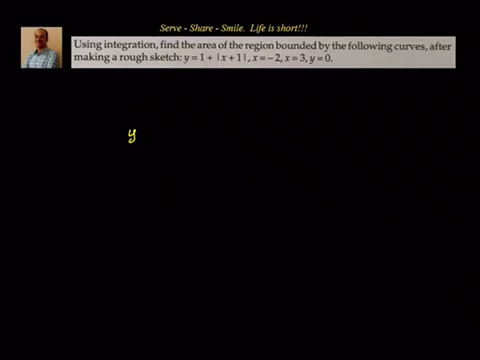 Serve - Share - Smile. Life is short!!!
Using integration, find the area of the region bounded by the following curves, after
making a rough sketch: y = 1 + | x + 1 | , x = – 2, x = 3, y = 0.
y